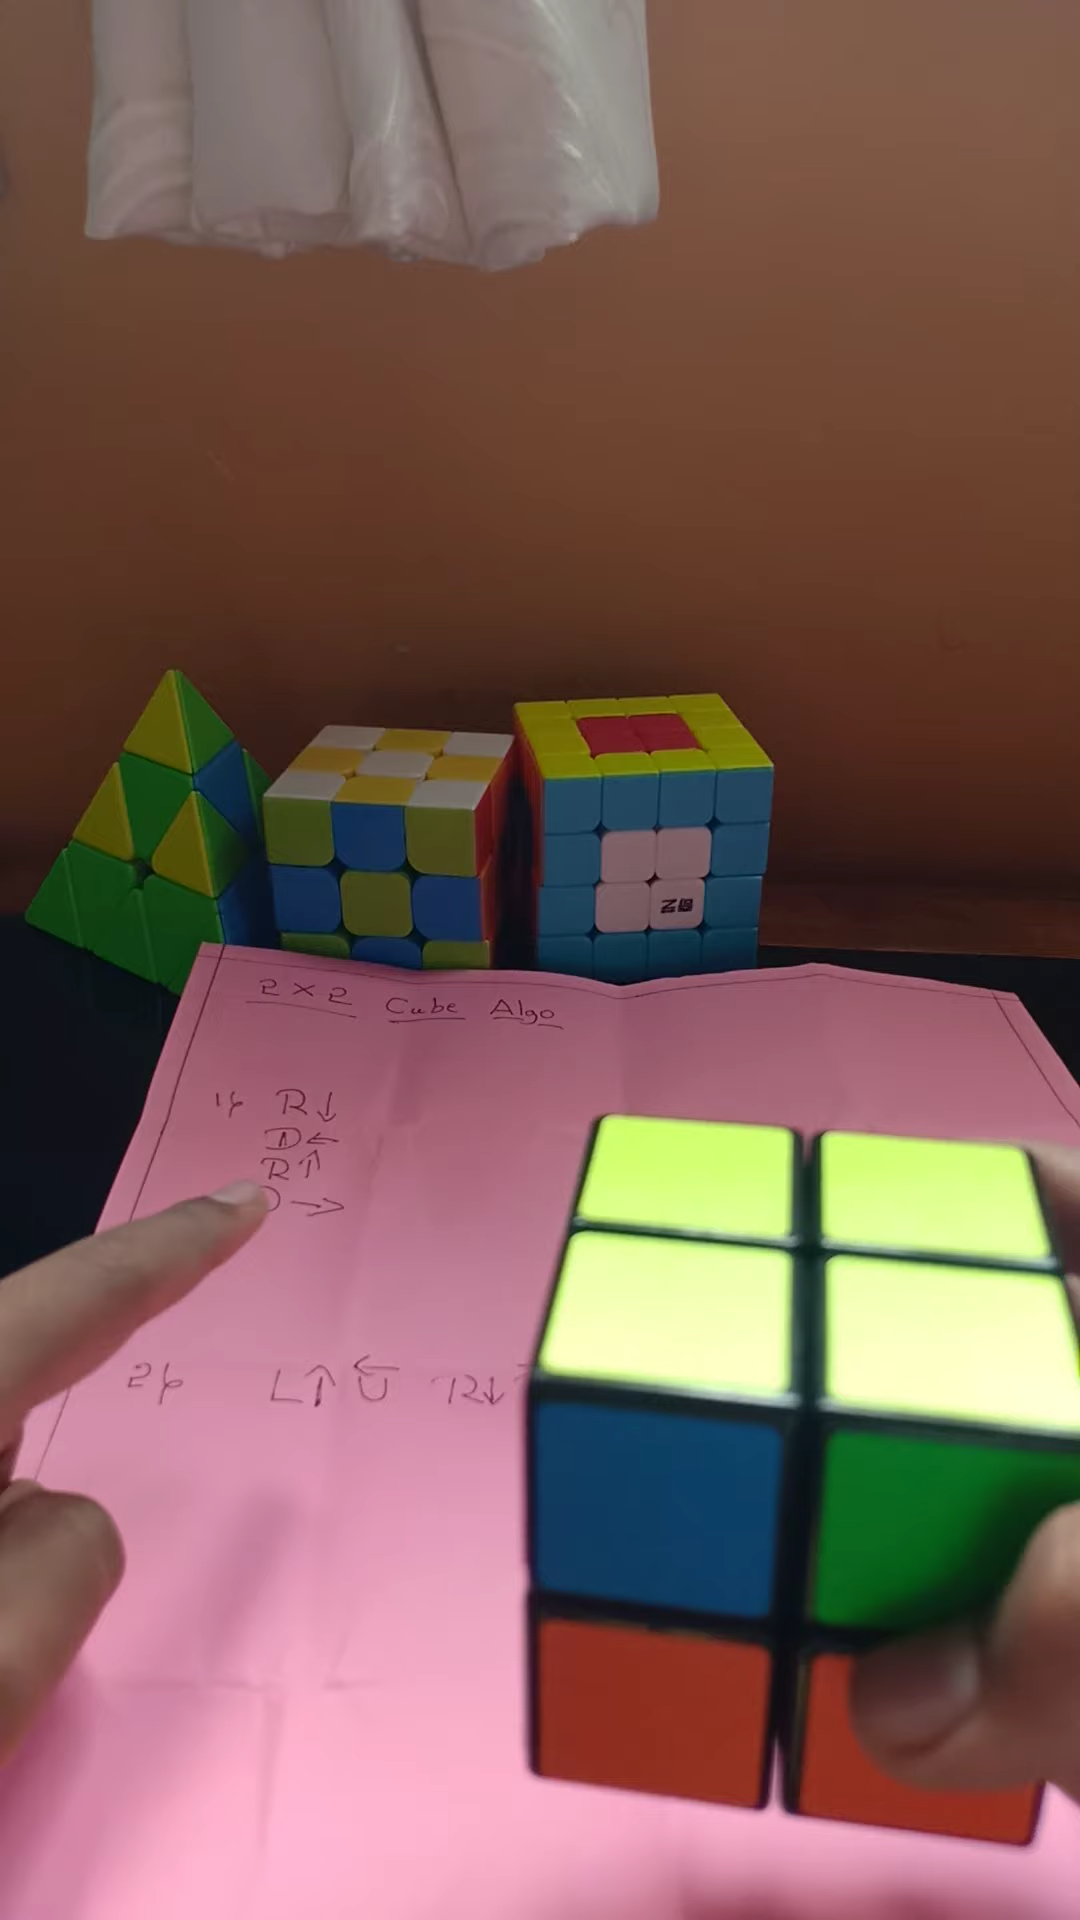 2×2 Cube Algo
1) R↓
D←
R↑
D→
2) L↑ U← R↓